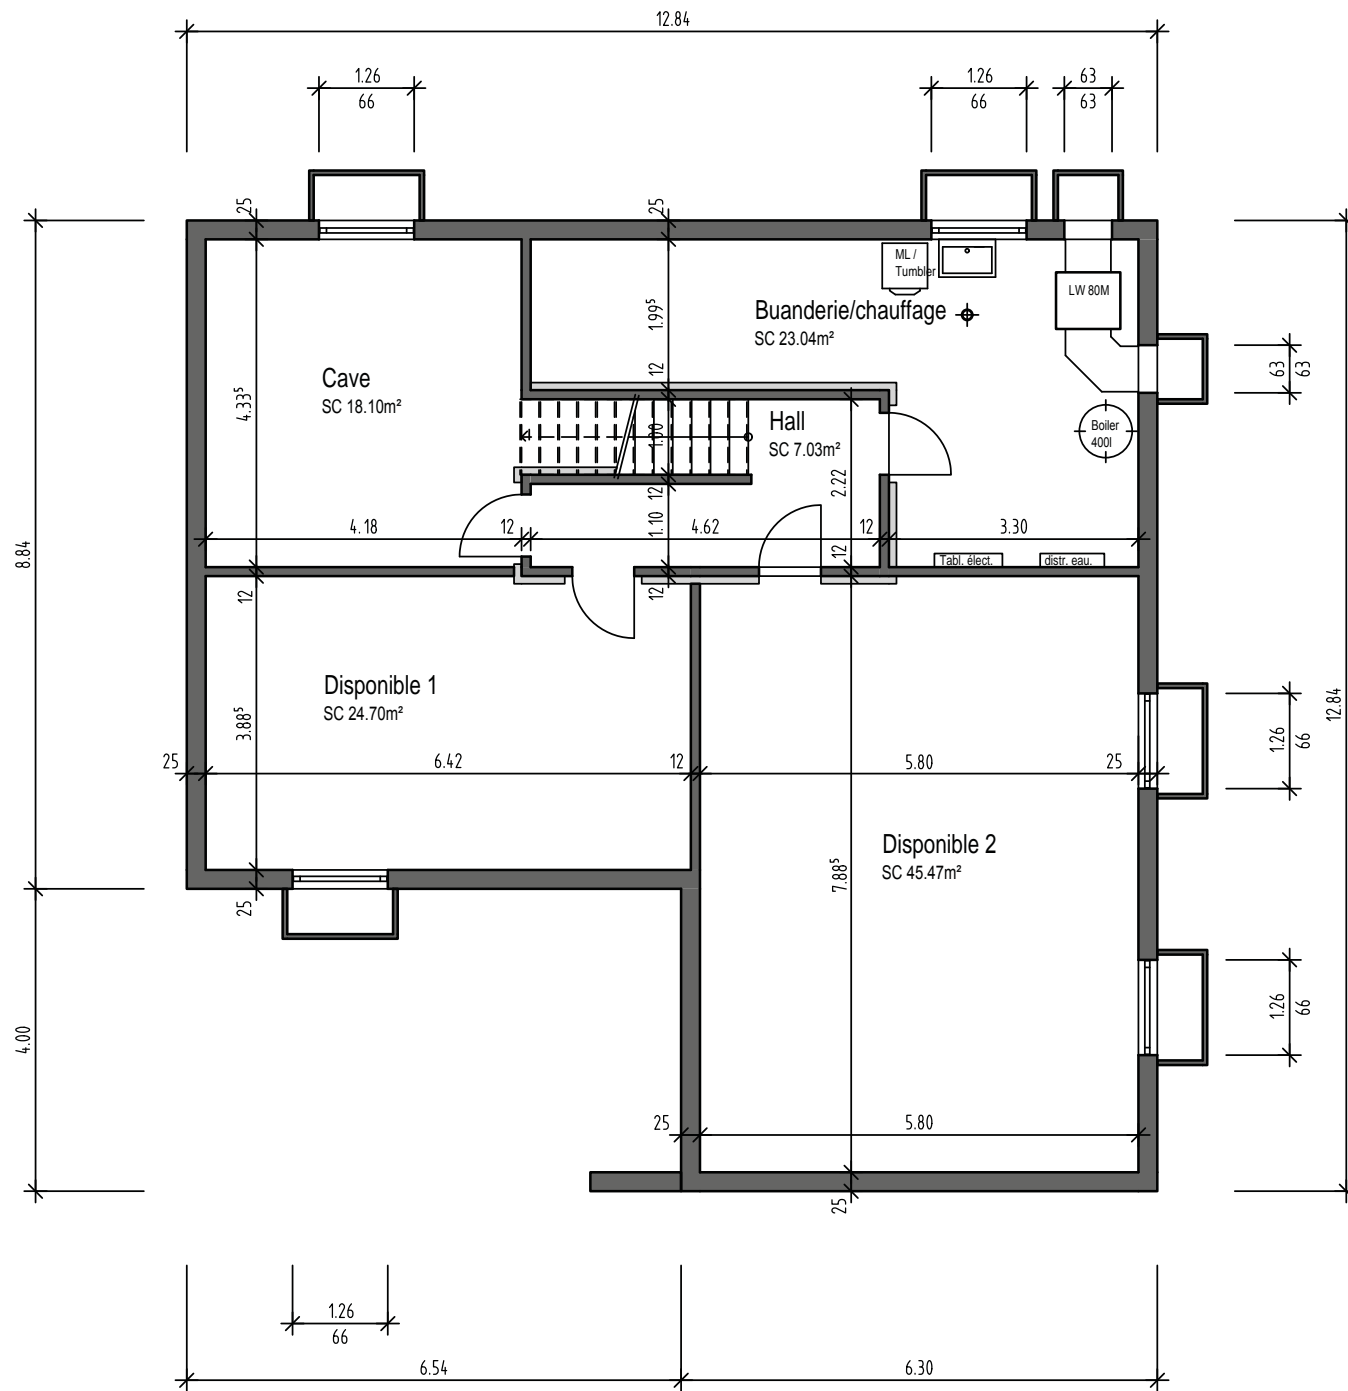 12.84
1.26
66
1.26
66
63
63
25
25
ML /
Tumbler
LW 80M
Buanderie/chauffage
SC 23.04m²
1.99⁵
12
63
63
Cave
SC 18.10m²
4.33⁵
Hall
SC 7.03m²
1.00
Boiler
400l
2.22
12
1.10
4.18
12
4.62
12
3.30
8.84
12
12
12
Tabl. élect.
distr. eau.
Disponible 1
SC 24.70m²
3.88⁵
12.84
1.26
66
25
6.42
12
5.80
25
Disponible 2
SC 45.47m²
7.88⁵
25
1.26
66
4.00
25
5.80
25
1.26
66
6.54
6.30